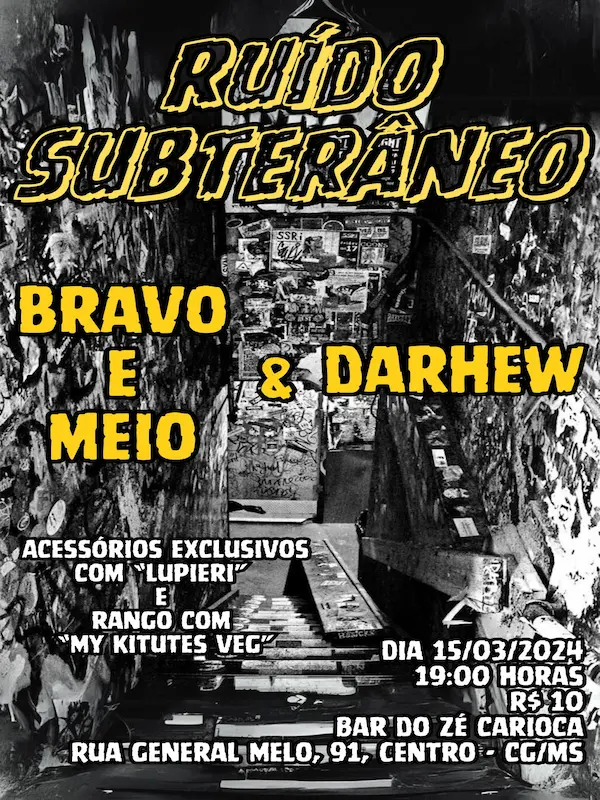 RUÍDO
SUBTERÂNEO
BRAVO
E
MEIO
& DARHEW
ACESSÓRIOS EXCLUSIVOS
COM "LUPIERI"
E
RANGO COM
"MY KITUTES VEG"
DIA 15/03/2024
19:00 HORAS
R$ 10
BAR DO ZÉ CARIOCA
RUA GENERAL MELO, 91, CENTRO - CG/MS